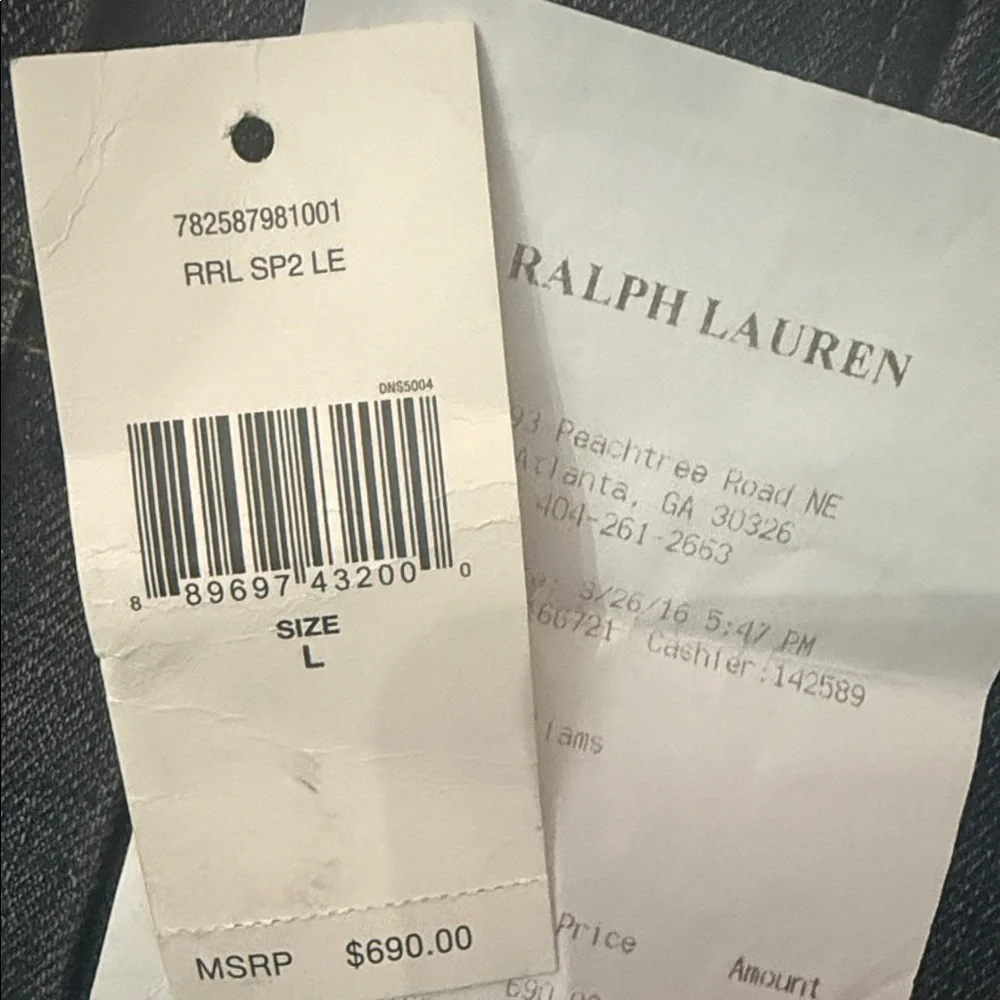 782587981001
RRL SP2 LE
DNS5004
8 89697 43200 0
SIZE
L
MSRP $690.00
RALPH LAUREN
93 Peachtree Road NE
Atlanta, GA 30326
404-261-2663
3/26/16 5:47 PM
66721 Cashier:142589
Price
Amount